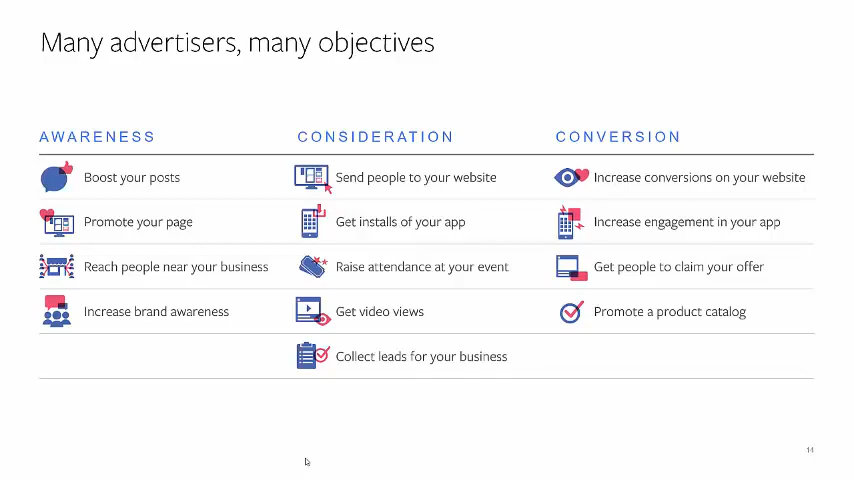 Many advertisers, many objectives
AWARENESS
CONSIDERATION
CONVERSION
Boost your posts
Send people to your website
Increase conversions on your website
Promote your page
Get installs of your app
Increase engagement in your app
Reach people near your business
Raise attendance at your event
Get people to claim your offer
Increase brand awareness
Get video views
Promote a product catalog
Collect leads for your business
14